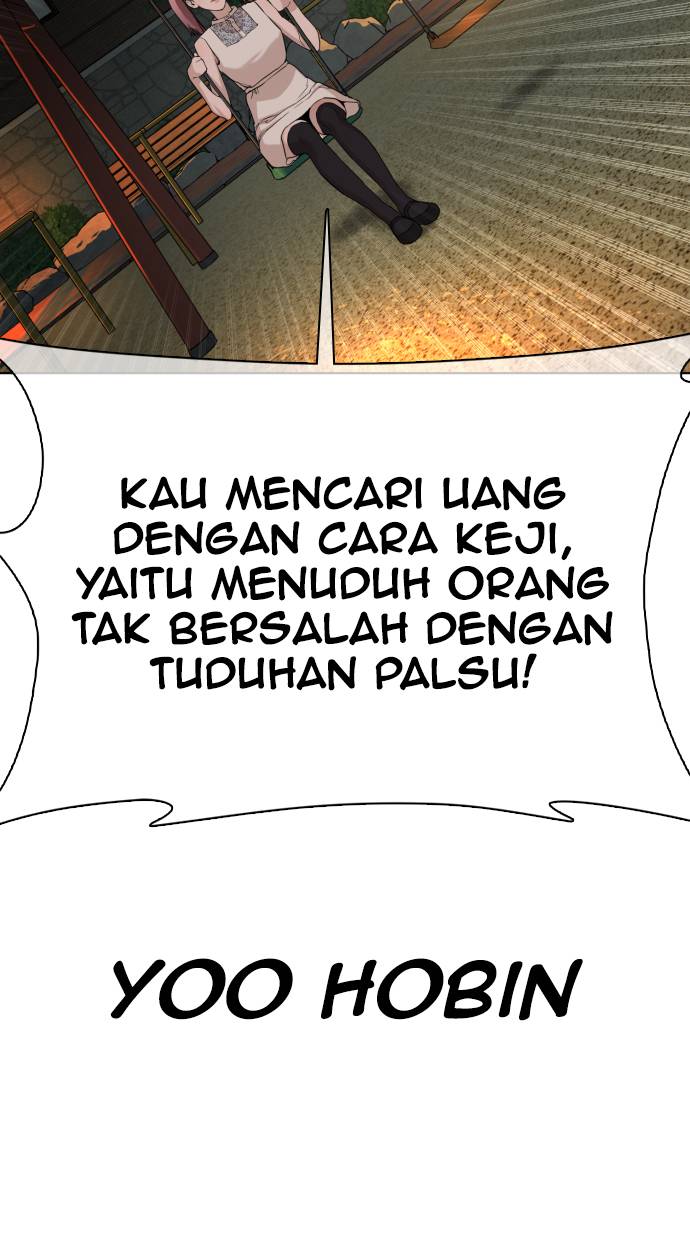 KAU MENCARI UANG
DENGAN CARA KEJI,
YAITU MENUDUH ORANG
TAK BERSALAH DENGAN
TUDUHAN PALSU!
YOO HOBIN